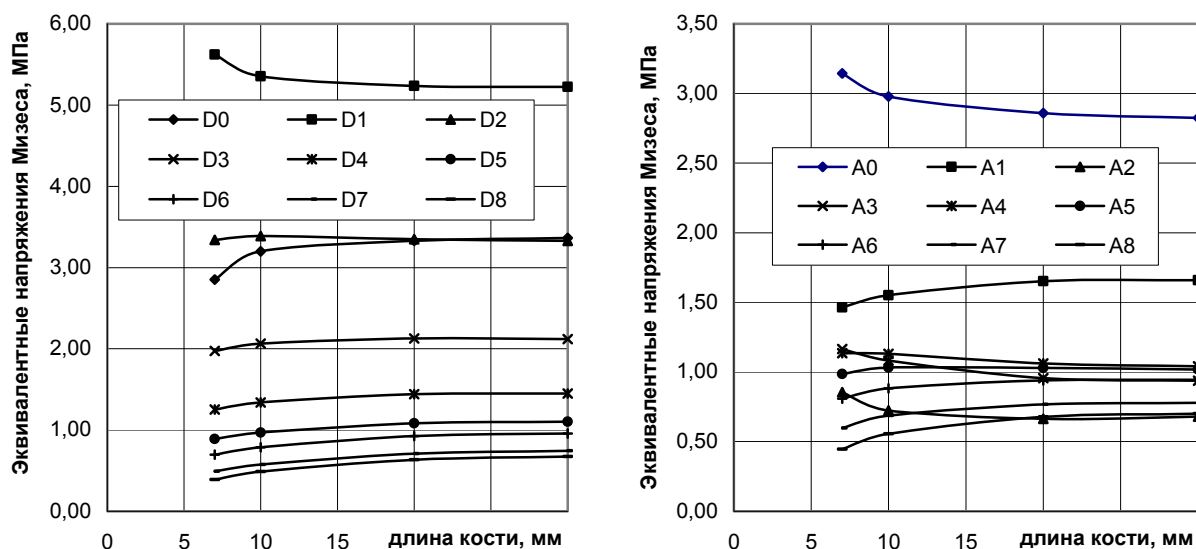 Эквивалентные напряжения Мизеса, МПа
6,00
5,00
4,00
3,00
2,00
1,00
0,00
D0 D1 D2
D3 D4 D5
D6 D7 D8
0 5 10 15 длина кости, мм
Эквивалентные напряжения Мизеса, МПа
3,50
3,00
2,50
2,00
1,50
1,00
0,50
0,00
A0 A1 A2
A3 A4 A5
A6 A7 A8
0 5 10 15 длина кости, мм